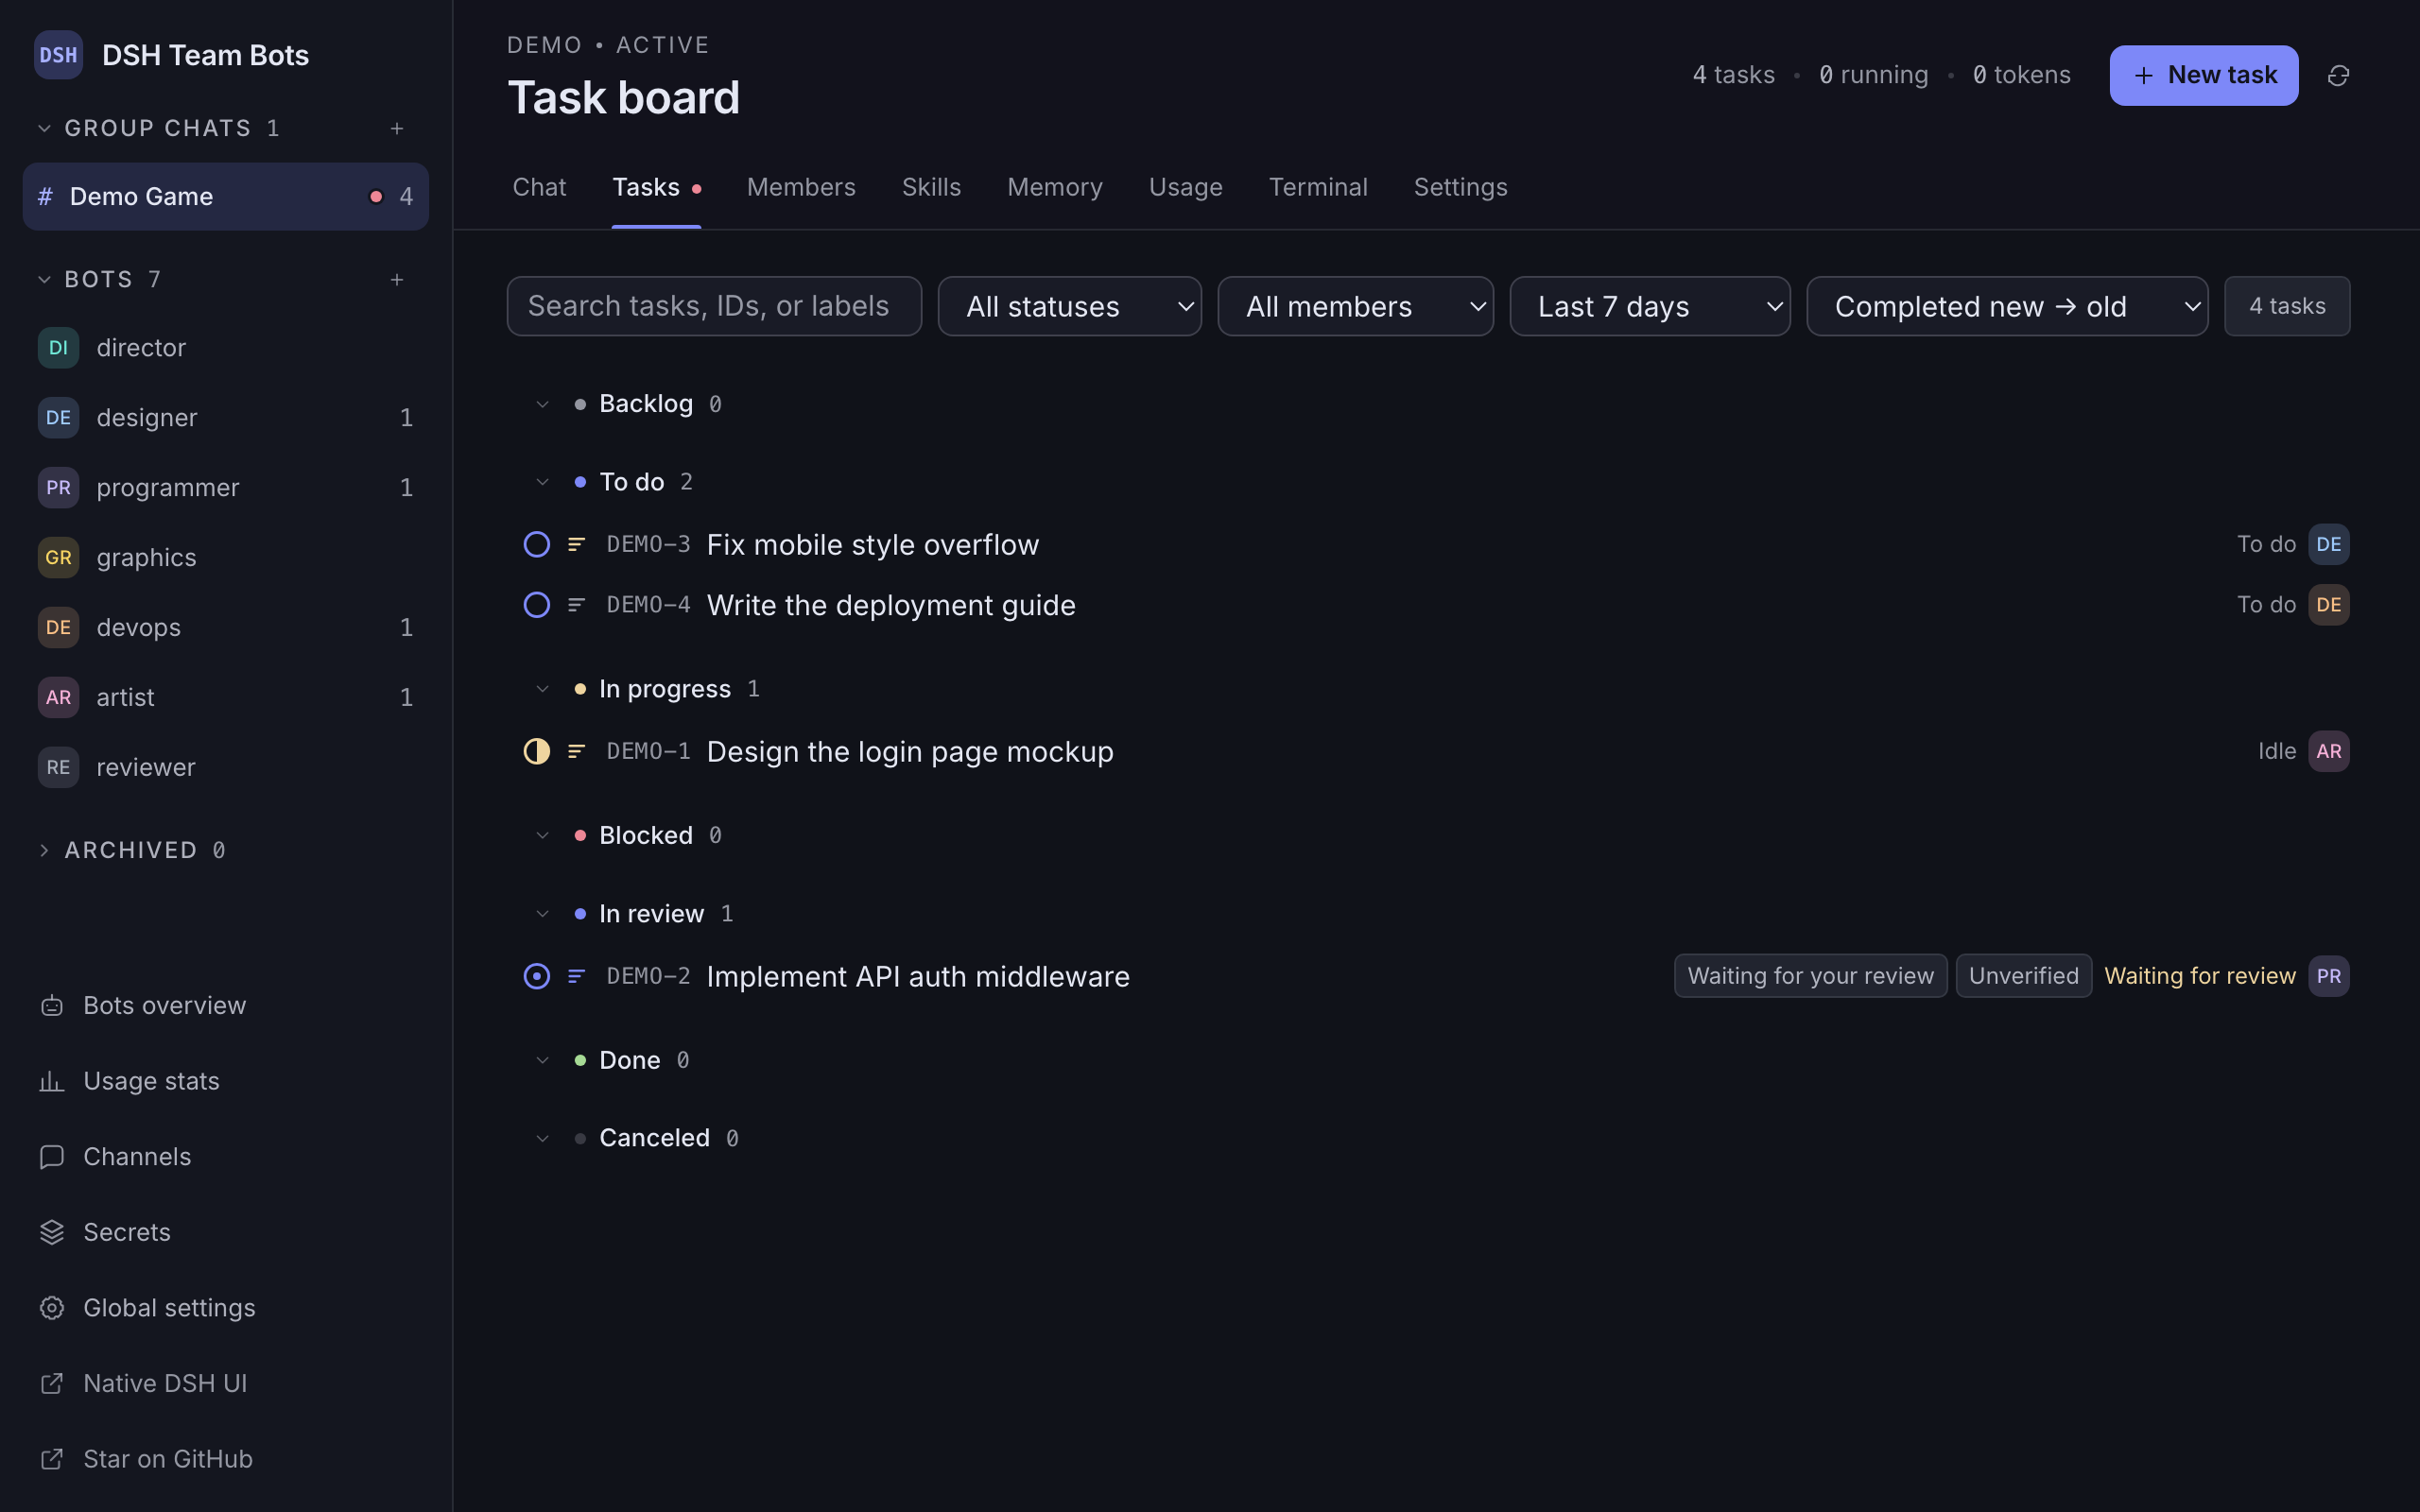 DSH DSH Team Bots
GROUP CHATS 1 +
# Demo Game 4
BOTS 7 +
DI director
DE designer 1
PR programmer 1
GR graphics
DE devops 1
AR artist 1
RE reviewer
ARCHIVED 0
Bots overview
Usage stats
Channels
Secrets
Global settings
Native DSH UI
Star on GitHub
DEMO • ACTIVE
Task board
4 tasks • 0 running • 0 tokens
+ New task
Chat Tasks Members Skills Memory Usage Terminal Settings
Search tasks, IDs, or labels All statuses All members Last 7 days Completed new → old 4 tasks
Backlog 0
To do 2
DEMO-3 Fix mobile style overflow To do DE
DEMO-4 Write the deployment guide To do DE
In progress 1
DEMO-1 Design the login page mockup Idle AR
Blocked 0
In review 1
DEMO-2 Implement API auth middleware Waiting for your review Unverified Waiting for review PR
Done 0
Canceled 0